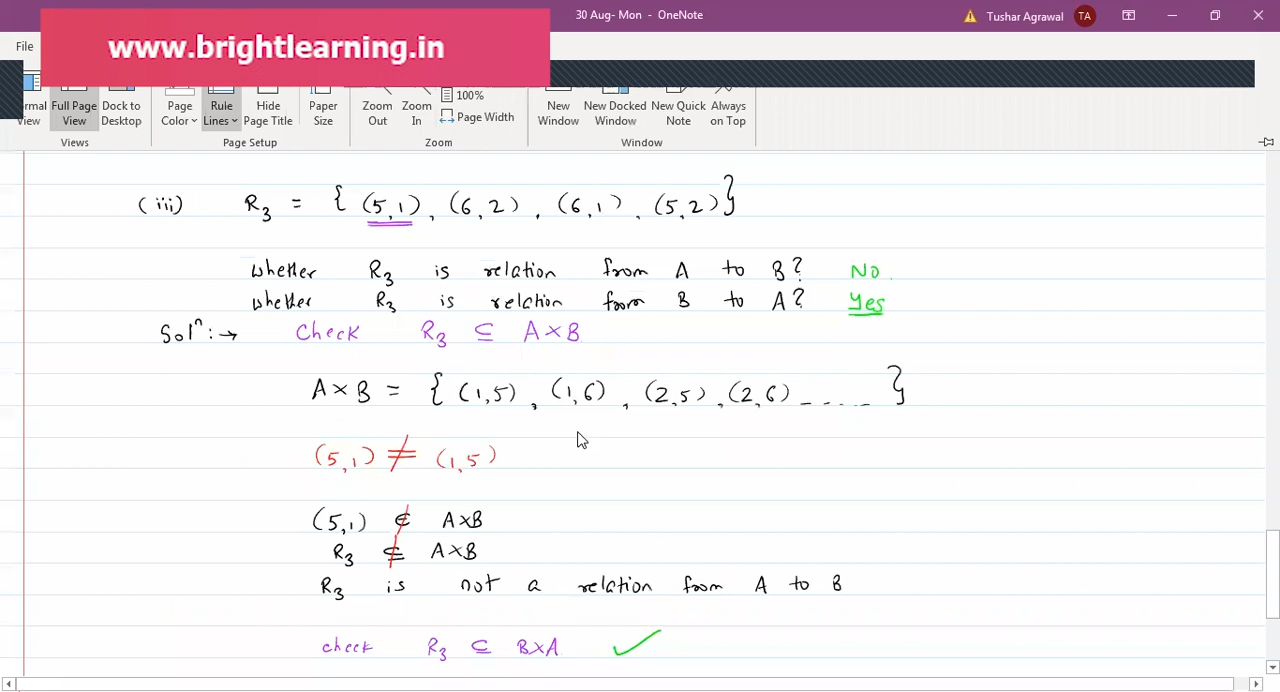 30 Aug- Mon - OneNote
Tushar Agrawal TA
www.brightlearning.in
File
View
Full Page View
Dock to Desktop
Page Color
Rule Lines
Hide Page Title
Paper Size
Zoom Out
Zoom In
100%
Page Width
New Window
New Docked Window
New Quick Note
Always on Top
Views
Page Setup
Zoom
Window
(iii) R₃ = { (5,1), (6,2), (6,1), (5,2) }
Whether R₃ is relation from A to B? No.
Whether R₃ is relation from B to A? Yes
Solⁿ:→ Check R₃ ⊆ A×B
A×B = { (1,5), (1,6), (2,5), (2,6) ----- }
(5,1) ≠ (1,5)
(5,1) ∉ A×B
R₃ ⊈ A×B
R₃ is not a relation from A to B
check R₃ ⊆ B×A ✓